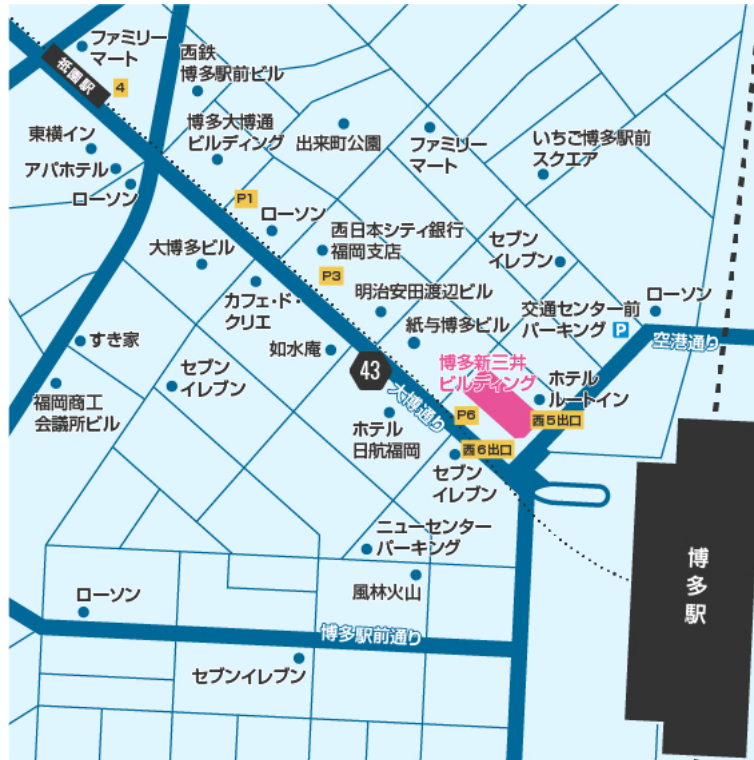 ファミリー
マート
祇園駅
4
西鉄
博多駅前ビル
東横イン
アパホテル
ローソン
博多大博通
ビルディング
出来町公園
ファミリー
マート
いちご博多駅前
スクエア
P1
ローソン
西日本シティ銀行
福岡支店
大博多ビル
P3
セブン
イレブン
カフェ・ド・
クリエ
明治安田渡辺ビル
交通センター前
パーキング
P
ローソン
空港通り
すき家
如水庵
紙与博多ビル
セブン
イレブン
43
博多新三井
ビルディング
ホテル
ルートイン
福岡商工
会議所ビル
大博通り
P6
西5出口
ホテル
日航福岡
西6出口
セブン
イレブン
ニューセンター
パーキング
風林火山
博多駅
ローソン
博多駅前通り
セブンイレブン